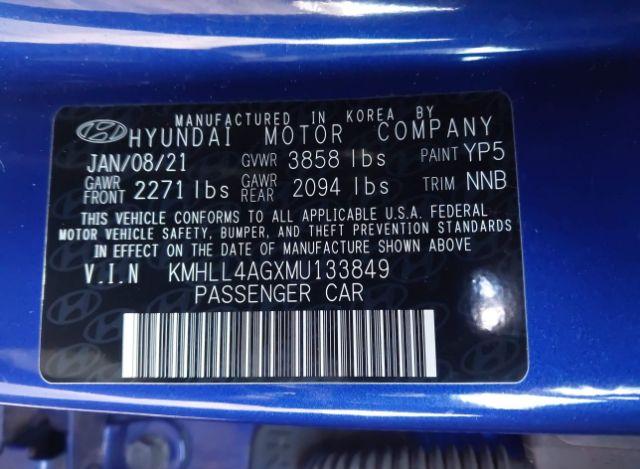 MANUFACTURED IN KOREA BY
HYUNDAI MOTOR COMPANY
JAN/08/21 GVWR 3858 lbs PAINT YP5
GAWR FRONT 2271 lbs GAWR REAR 2094 lbs TRIM NNB
THIS VEHICLE CONFORMS TO ALL APPLICABLE U.S.A. FEDERAL
MOTOR VEHICLE SAFETY, BUMPER, AND THEFT PREVENTION STANDARDS
IN EFFECT ON THE DATE OF MANUFACTURE SHOWN ABOVE
V.I.N KMHLL4AGXMU133849
PASSENGER CAR